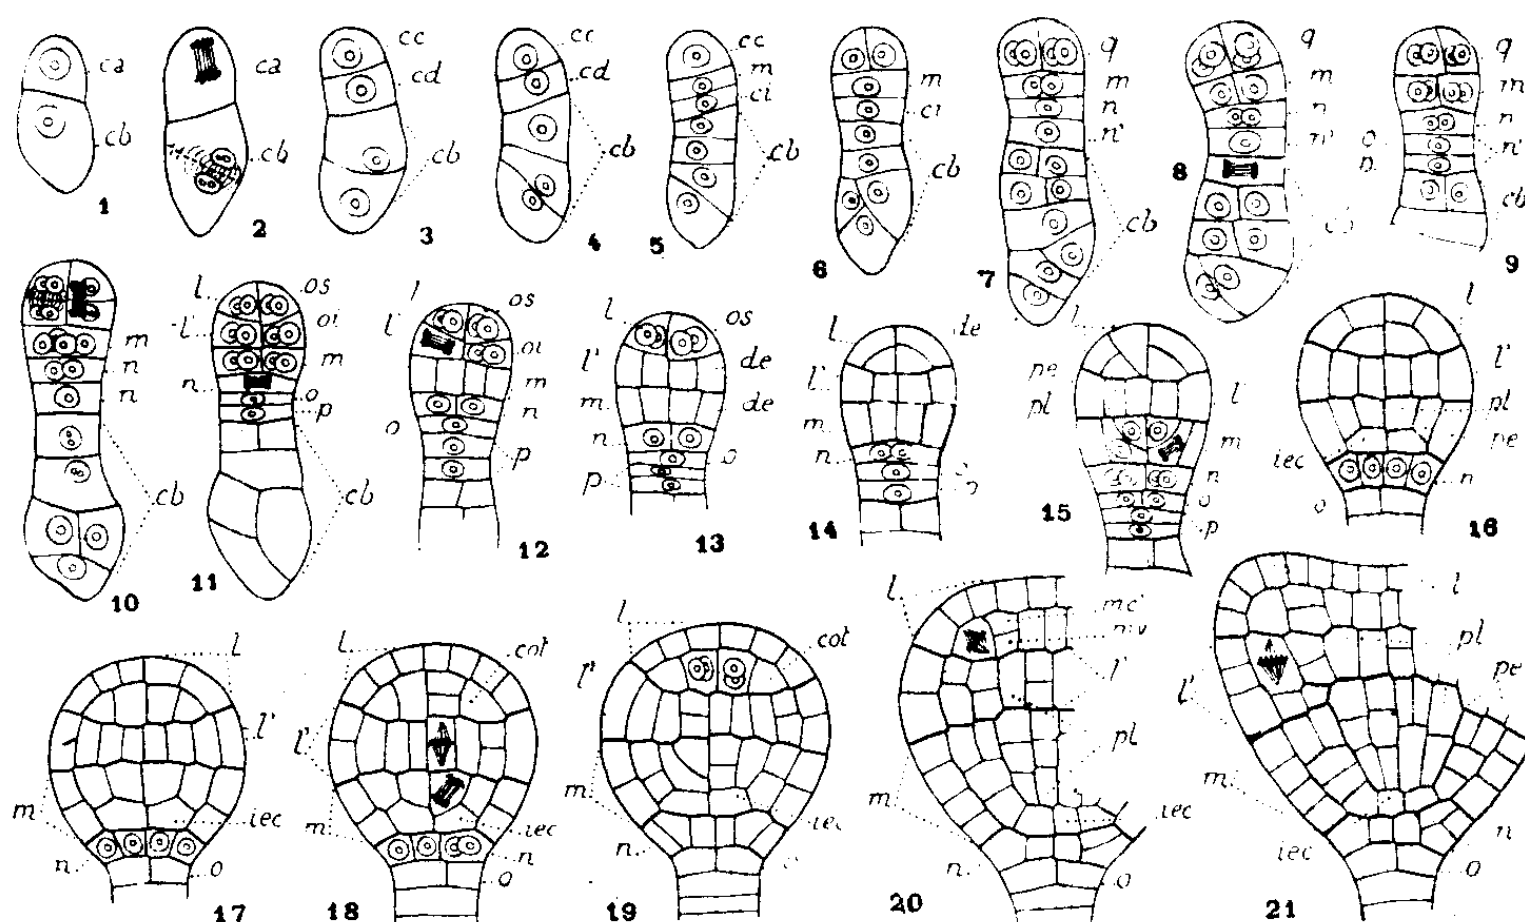 ca
cb
1
ca
cb
2
cc
cd
cb
3
cc
cd
cb
4
cc
m
ci
cb
5
m
ci
cb
6
q
m
n
n'
cb
7
q
m
n
n'
cb
8
q
m
n
n'
o
n
cb
9
m
n
n
cb
10
l
l'
os
oi
m
n
o
p
cb
11
l
l'
os
oi
m
n
o
p
12
l
l'
os
de
de
m
n
o
p
13
l
l'
de
m
n
14
l
pe
pl
l'
m
n
o
p
15
l
l'
pl
pe
iec
n
o
16
l
l'
m
iec
n
o
17
l
l'
cot
m
iec
n
o
18
l
l'
cot
m
iec
n
19
l
mc
l'
pl
m
iec
n
o
20
l
pl
pe
l'
m
n
iec
o
21